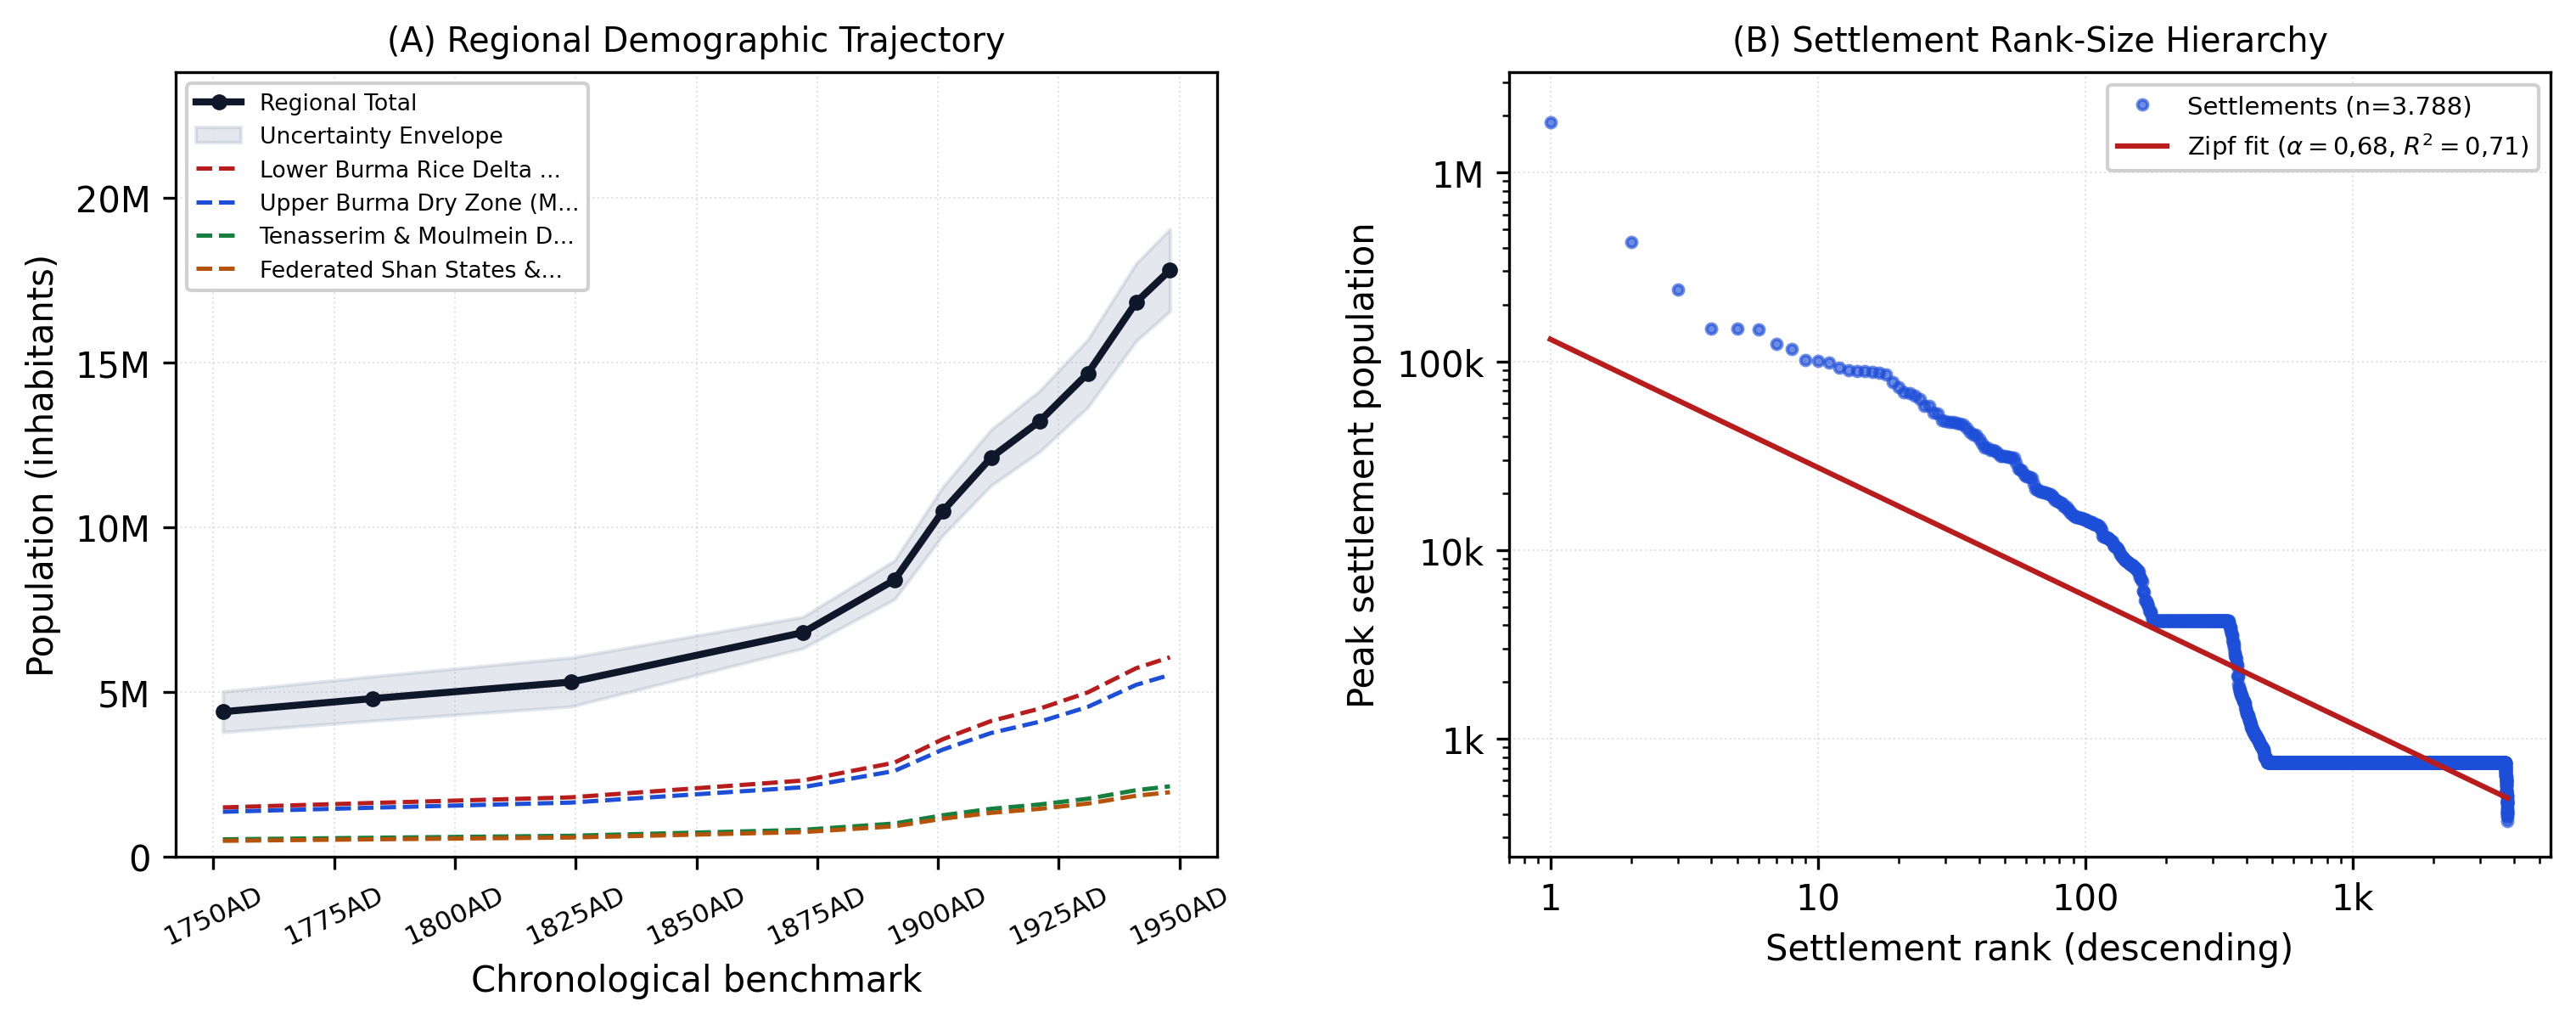 (A) Regional Demographic Trajectory
Population (inhabitants)
20M
15M
10M
5M
0
Regional Total
Uncertainty Envelope
Lower Burma Rice Delta ...
Upper Burma Dry Zone (M...
Tenasserim & Moulmein D...
Federated Shan States &...
1750AD
1775AD
1800AD
1825AD
1850AD
1875AD
1900AD
1925AD
1950AD
Chronological benchmark
(B) Settlement Rank-Size Hierarchy
Peak settlement population
1M
100k
10k
1k
Settlements (n=3.788)
Zipf fit (α = 0,68, R² = 0,71)
1
10
100
1k
Settlement rank (descending)